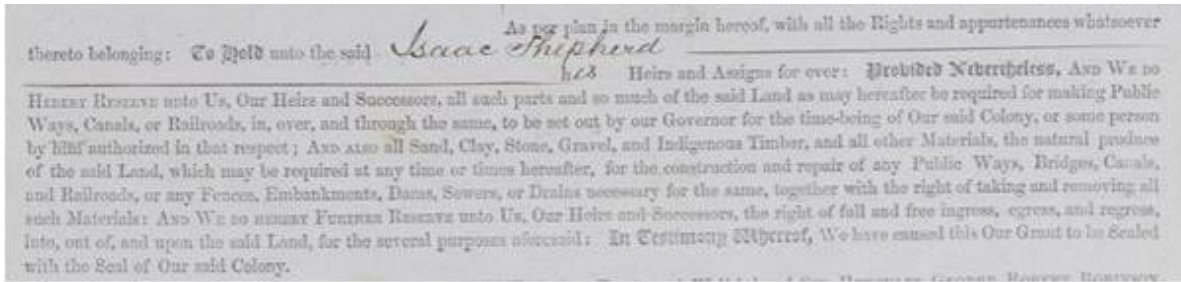 As per plan in the margin hereof, with all the Rights and appurtenances whatsoever
thereto belonging: To Hold unto the said Isaac Shepherd
his Heirs and Assigns for ever: Provided Nevertheless, AND WE DO
HEREBY RESERVE unto Us, Our Heirs and Successors, all such parts and so much of the said Land as may hereafter be required for making Public
Ways, Canals, or Railroads, in, over, and through the same, to be set out by our Governor for the time-being of Our said Colony, or some person
by him authorized in that respect; AND ALSO all Sand, Clay, Stone, Gravel, and Indigenous Timber, and all other Materials, the natural produce
of the said Land, which may be required at any time or times hereafter, for the construction and repair of any Public Ways, Bridges, Canals,
and Railroads, or any Fences, Embankments, Dams, Sewers, or Drains necessary for the same, together with the right of taking and removing all
such Materials: AND WE DO HEREBY FURTHER RESERVE unto Us, Our Heirs and Successors, the right of full and free ingress, egress, and regress,
into, out of, and upon the said Land, for the several purposes aforesaid: In Testimony Whereof, We have caused this Our Grant to be Sealed
with the Seal of Our said Colony.
GEORGE ROBERT ROBINSON,